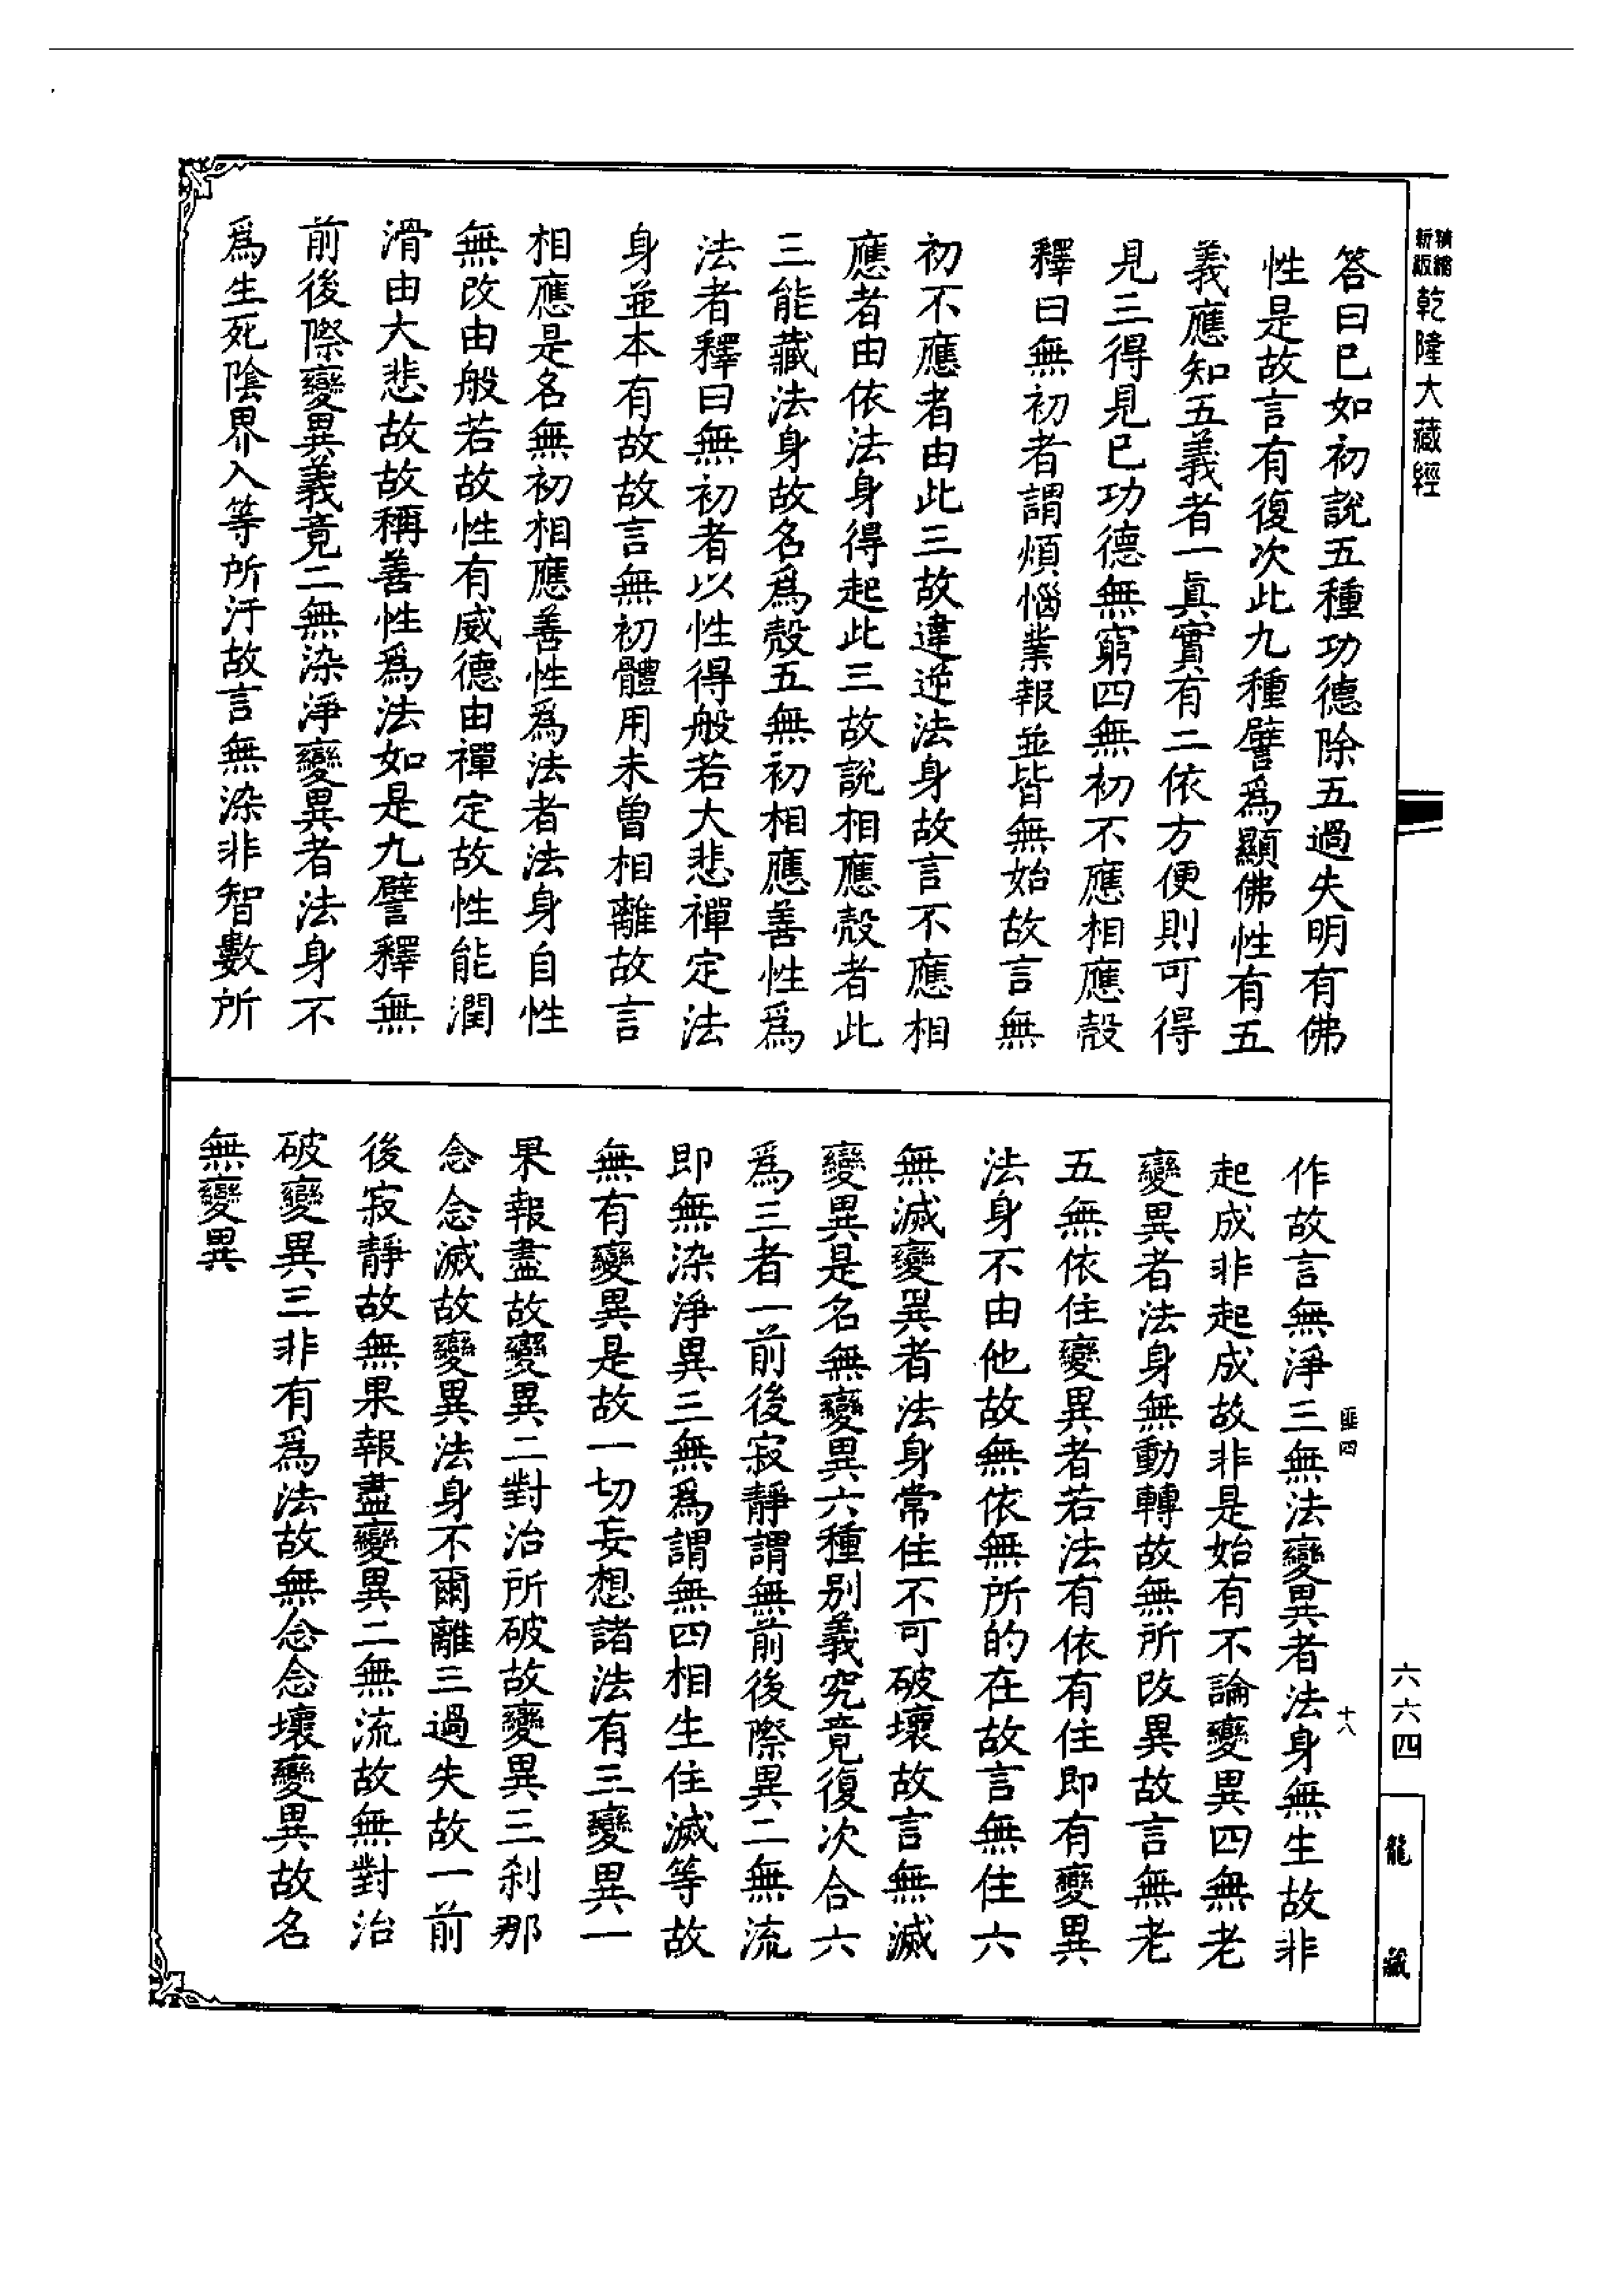 精縮
新版
乾隆大藏經
答曰已如初說五種功德除五過失明有佛
性是故言有復次此九種譬爲顯佛性有五
義應知五義者一眞實有二依方便則可得
見三得見已功德無窮四無初不應相應殼
釋曰無初者謂煩惱業報並皆無始故言無
初不應者由此三故違逆法身故言不應相
應者由依法身得起此三故說相應殼者此
三能藏法身故名爲殼五無初相應善性爲
法者釋曰無初者以性得般若大悲禪定法
身並本有故故言無初體用未曾相離故言
相應是名無初相應善性爲法者法身自性
無改由般若故性有威德由禪定故性能潤
滑由大悲故故稱善性爲法如是九譬釋無
前後際變異義竟二無染淨變異者法身不
爲生死陰界入等所汙故言無染非智數所
作故言無淨三無法變異者法身無生故非
起成非起成故非是始有不論變異四無老
變異者法身無動轉故無所改異故言無老
五無依住變異者若法有依有住即有變異
法身不由他故無依無所的在故言無住六
無滅變異者法身常住不可破壞故言無滅
變異是名無變異六種別義究竟復次合六
爲三者一前後寂靜謂無前後際異二無流
即無染淨異三無爲謂無四相生住滅等故
無有變異是故一切妄想諸法有三變異一
果報盡故變異二對治所破故變異三刹那
念念滅故變異法身不爾離三過失故一前
後寂靜故無果報盡變異二無流故無對治
破變異三非有爲法故無念念壞變異故名
無變異
匪四
十八
六六四
龍藏